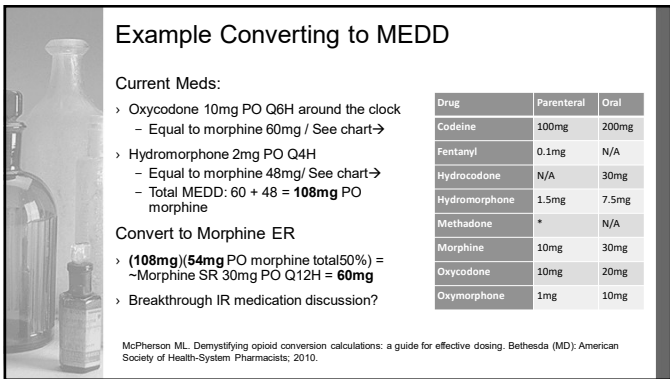 Example Converting to MEDD
Current Meds:
› Oxycodone 10mg PO Q6H around the clock
– Equal to morphine 60mg / See chart→
› Hydromorphone 2mg PO Q4H
– Equal to morphine 48mg/ See chart→
– Total MEDD: 60 + 48 = 108mg PO
morphine
Convert to Morphine ER
› (108mg)(54mg PO morphine total50%) =
~Morphine SR 30mg PO Q12H = 60mg
› Breakthrough IR medication discussion?
Drug Parenteral Oral
Codeine 100mg 200mg
Fentanyl 0.1mg N/A
Hydrocodone N/A 30mg
Hydromorphone 1.5mg 7.5mg
Methadone * N/A
Morphine 10mg 30mg
Oxycodone 10mg 20mg
Oxymorphone 1mg 10mg
McPherson ML. Demystifying opioid conversion calculations: a guide for effective dosing. Bethesda (MD): American
Society of Health-System Pharmacists; 2010.